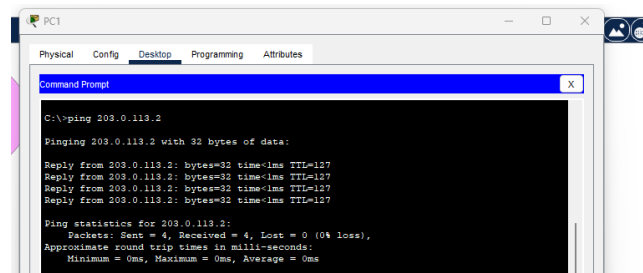 PC1
Physical Config Desktop Programming Attributes
Command Prompt
X
C:\>ping 203.0.113.2
Pinging 203.0.113.2 with 32 bytes of data:
Reply from 203.0.113.2: bytes=32 time<1ms TTL=127
Reply from 203.0.113.2: bytes=32 time<1ms TTL=127
Reply from 203.0.113.2: bytes=32 time<1ms TTL=127
Reply from 203.0.113.2: bytes=32 time<1ms TTL=127
Ping statistics for 203.0.113.2:
Packets: Sent = 4, Received = 4, Lost = 0 (0% loss),
Approximate round trip times in milli-seconds:
Minimum = 0ms, Maximum = 0ms, Average = 0ms